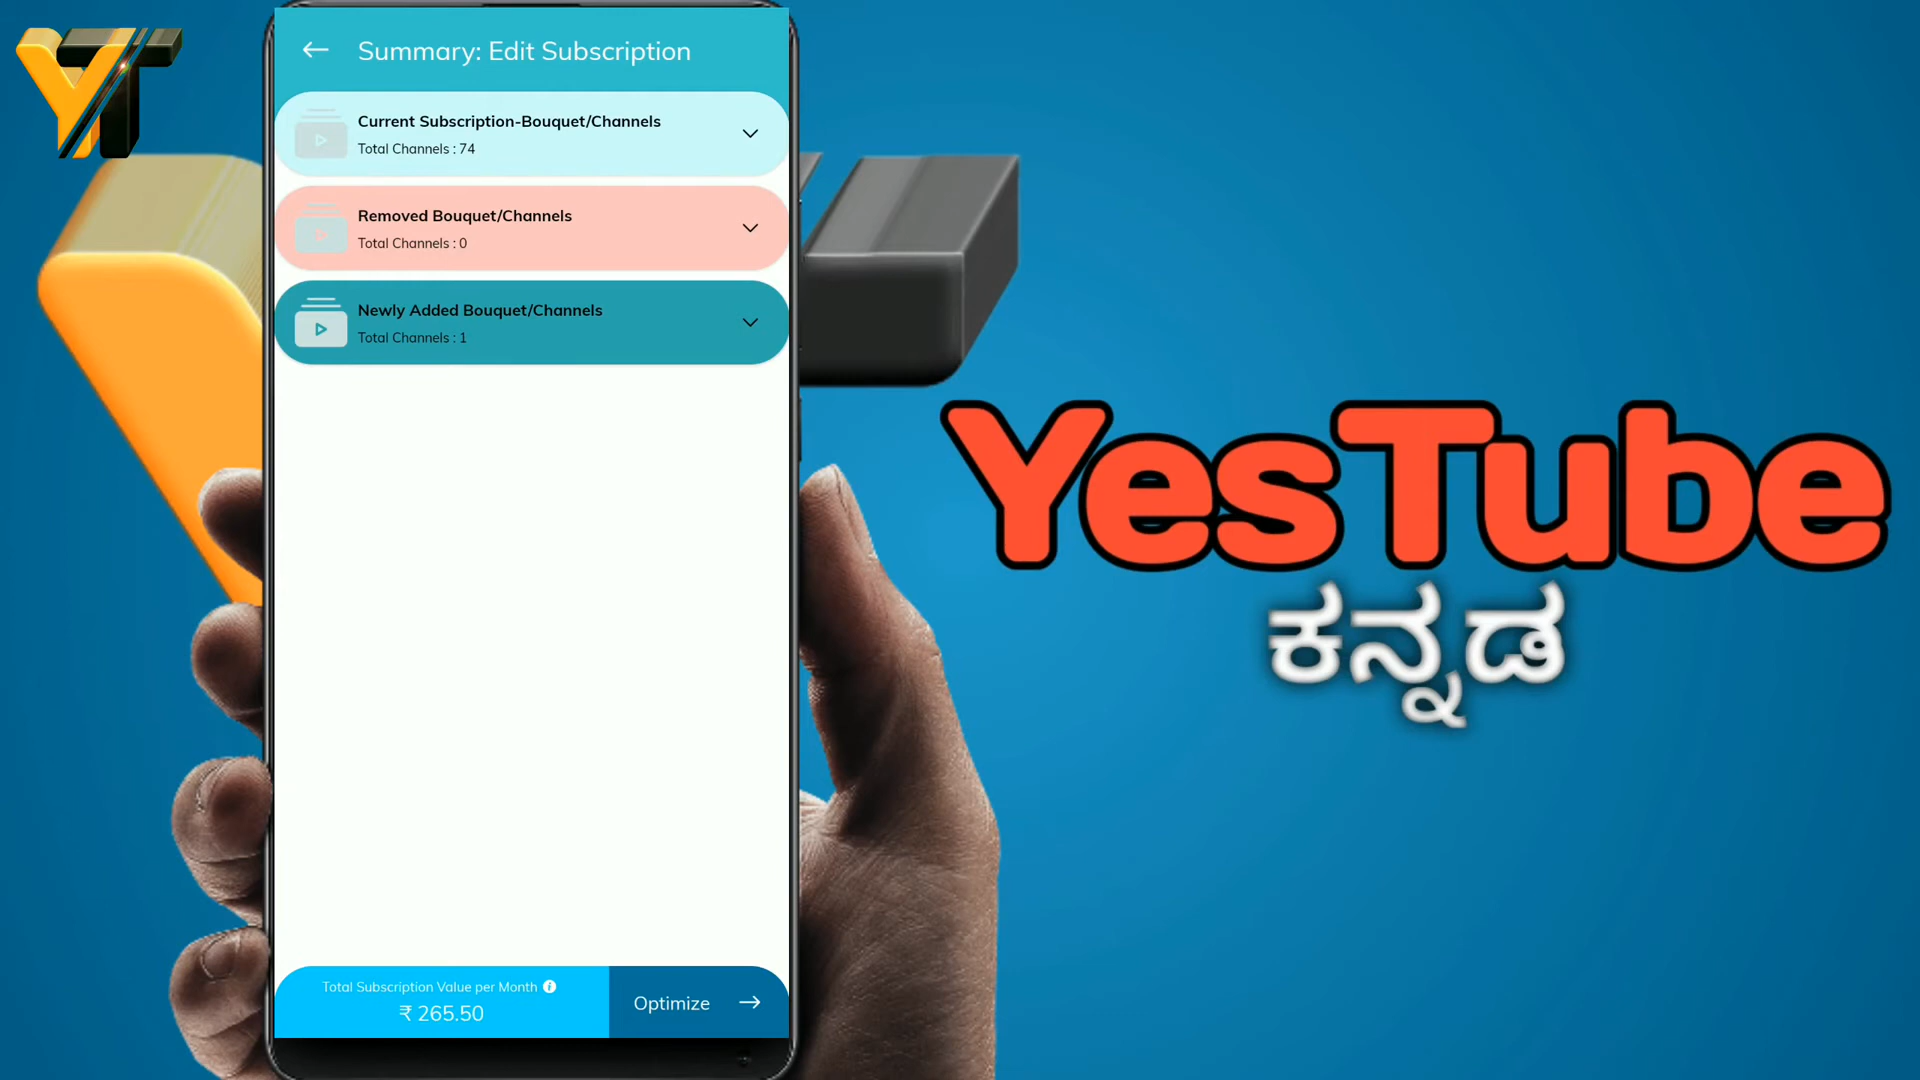 YT
Summary: Edit Subscription
Current Subscription-Bouquet/Channels
Total Channels : 74
Removed Bouquet/Channels
Total Channels : 0
Newly Added Bouquet/Channels
Total Channels : 1
Total Subscription Value per Month
₹ 265.50
Optimize
YesTube
ಕನ್ನಡ